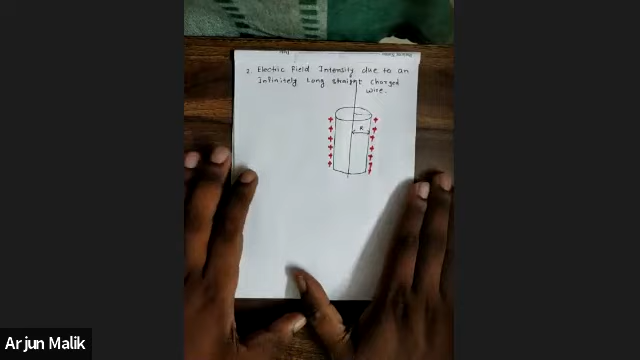 2. Electric Field Intensity due to an
Infinitely Long straight charged
wire.
R
Arjun Malik